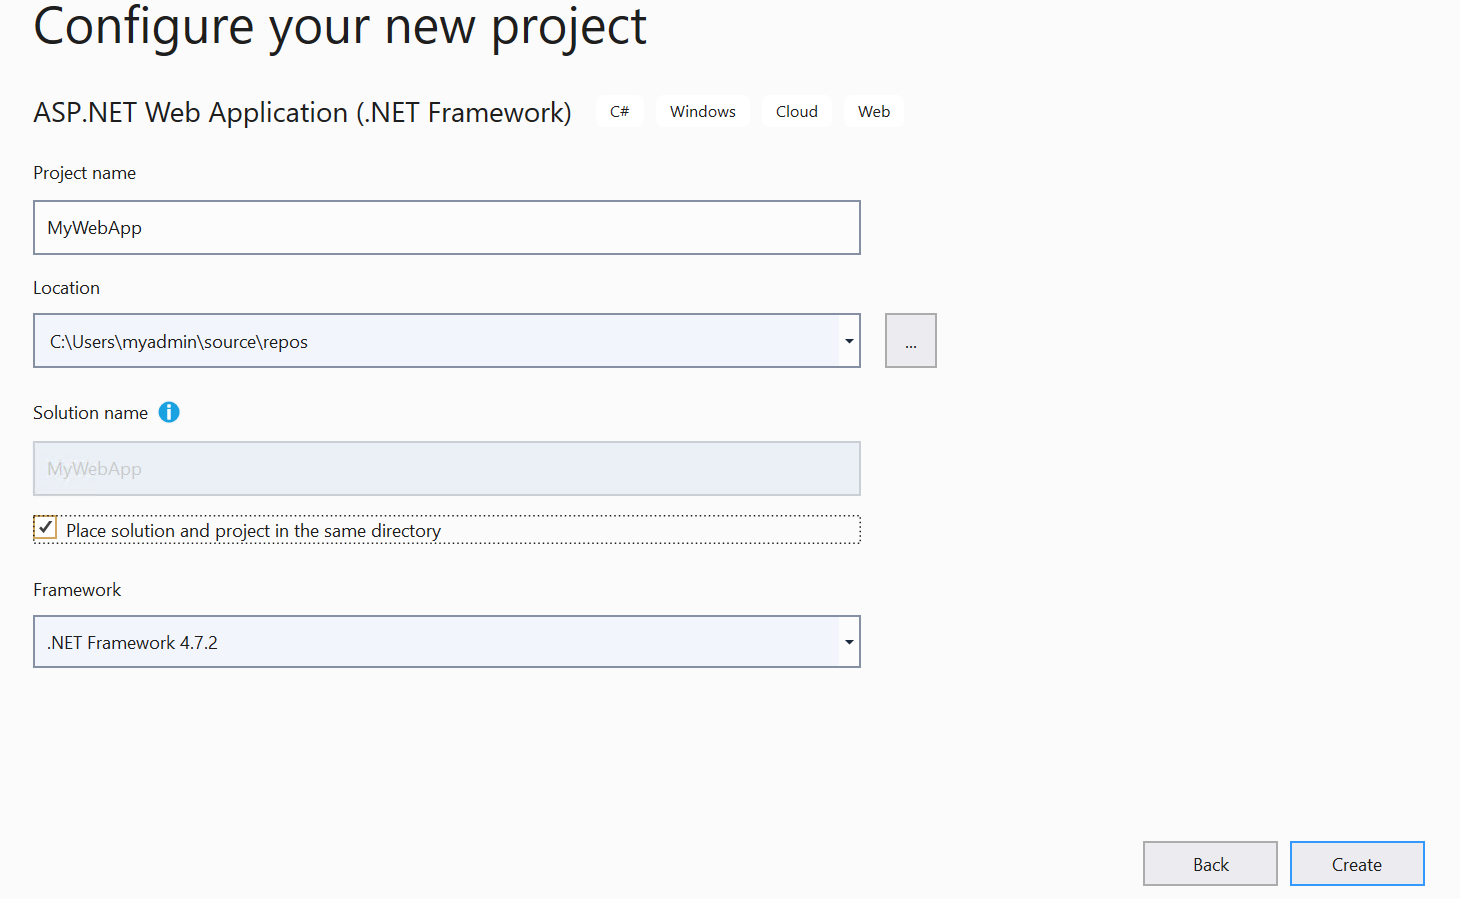 Configure your new project
ASP.NET Web Application (.NET Framework) C# Windows Cloud Web
Project name
MyWebApp
Location
C:\Users\myadmin\source\repos
...
Solution name
MyWebApp
Place solution and project in the same directory
Framework
.NET Framework 4.7.2
Back Create